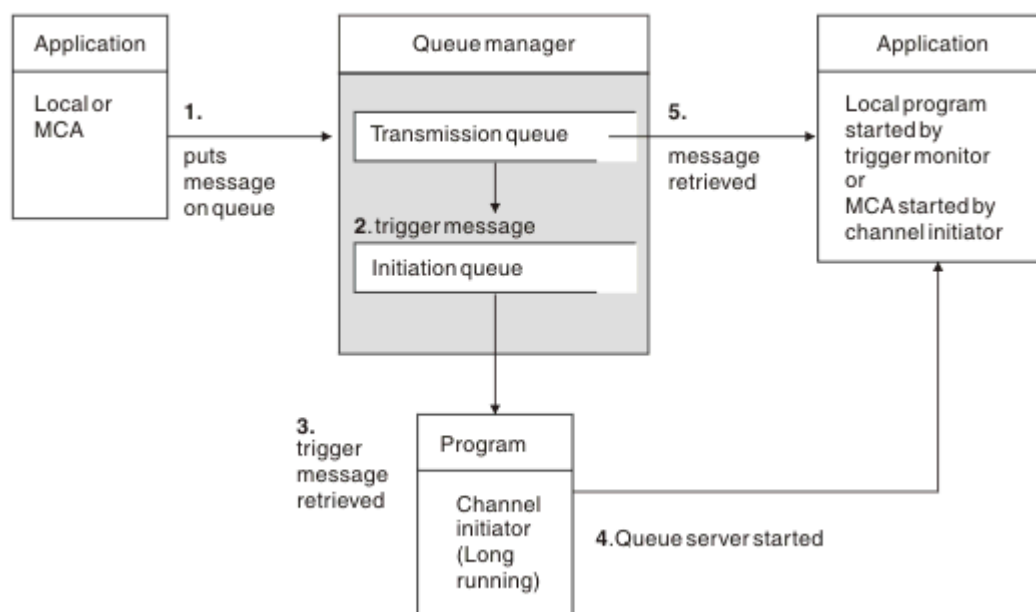 Application
Local or
MCA
1.
puts
message
on queue
Queue manager
Transmission queue
2.trigger message
Initiation queue
5.
message
retrieved
Application
Local program
started by
trigger monitor
or
MCA started by
channel initiator
3.
trigger
message
retrieved
Program
Channel
initiator
(Long
running)
4.Queue server started